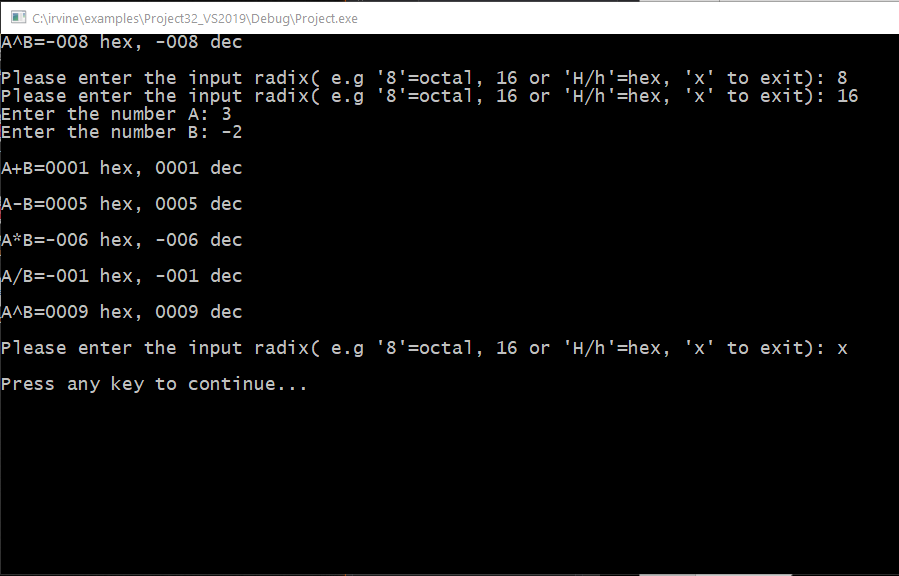 C:\irvine\examples\Project32_VS2019\Debug\Project.exe
A^B=-008 hex, -008 dec
Please enter the input radix( e.g '8'=octal, 16 or 'H/h'=hex, 'x' to exit): 8
Please enter the input radix( e.g '8'=octal, 16 or 'H/h'=hex, 'x' to exit): 16
Enter the number A: 3
Enter the number B: -2
A+B=0001 hex, 0001 dec
A-B=0005 hex, 0005 dec
A*B=-006 hex, -006 dec
A/B=-001 hex, -001 dec
A^B=0009 hex, 0009 dec
Please enter the input radix( e.g '8'=octal, 16 or 'H/h'=hex, 'x' to exit): x
Press any key to continue...